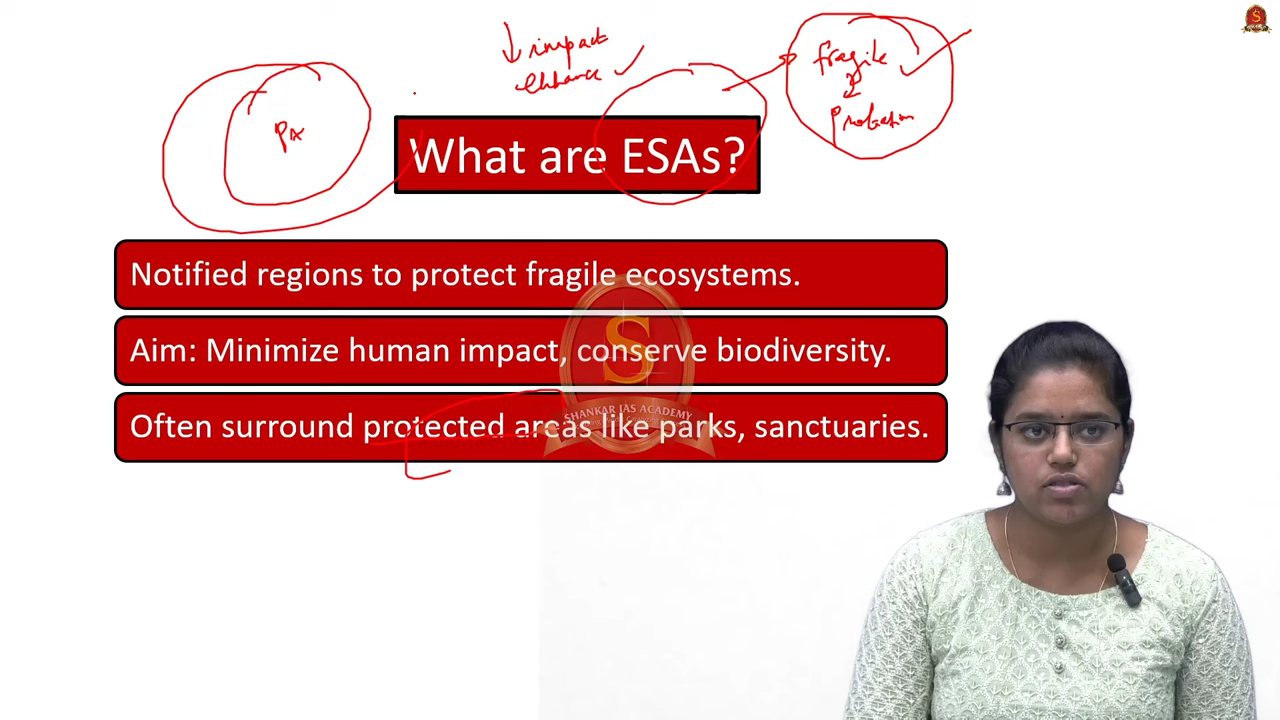 ↓ impact
enhance ✓
fragile
protection
PA
What are ESAs?
Notified regions to protect fragile ecosystems.
Aim: Minimize human impact, conserve biodiversity.
Often surround protected areas like parks, sanctuaries.
S
SHANKAR IAS ACADEMY